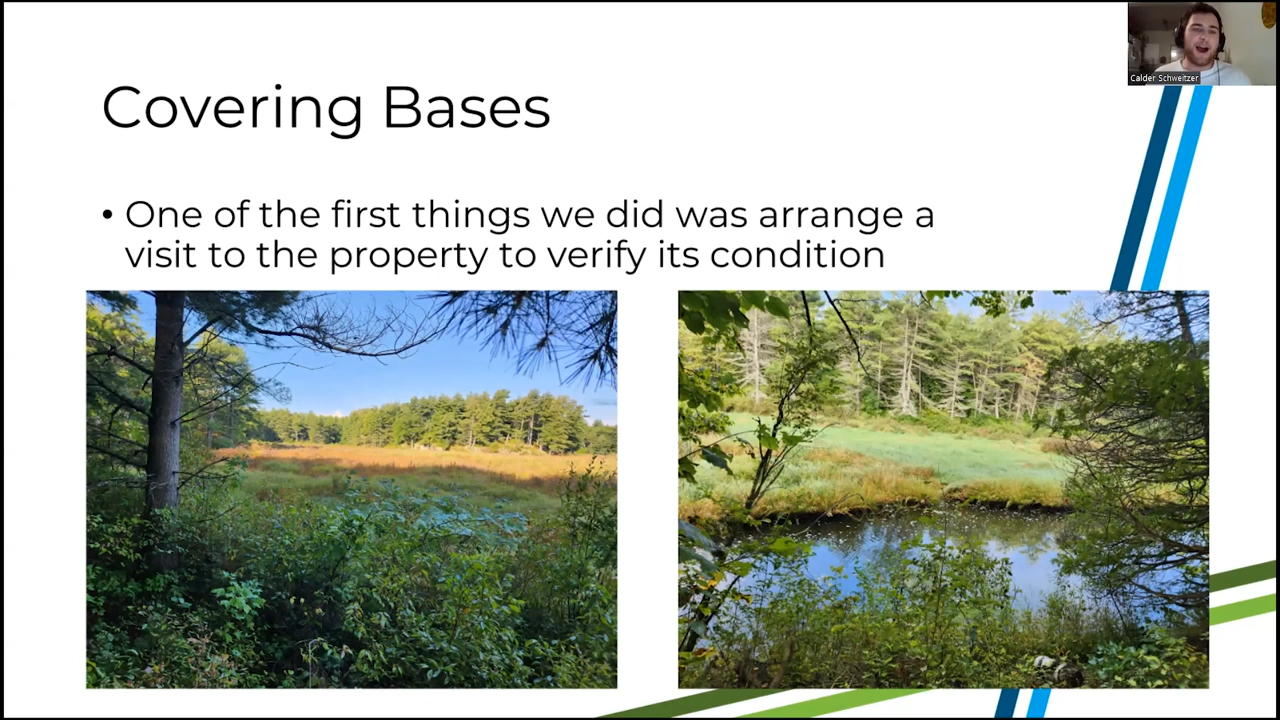 Calder Schweitzer
Covering Bases
• One of the first things we did was arrange a
visit to the property to verify its condition